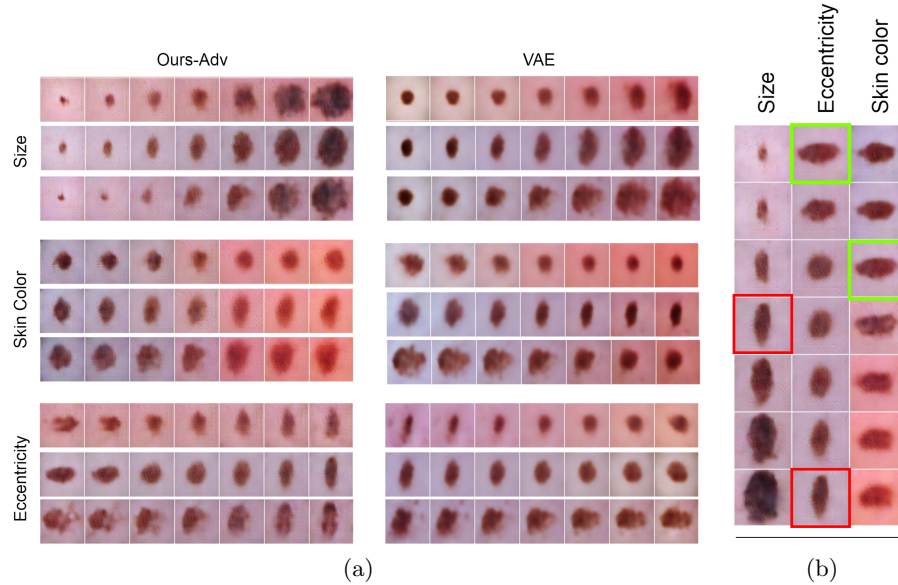 Ours-Adv
VAE
Size
Skin Color
Eccentricity
(a)
Size
Eccentricity
Skin color
(b)